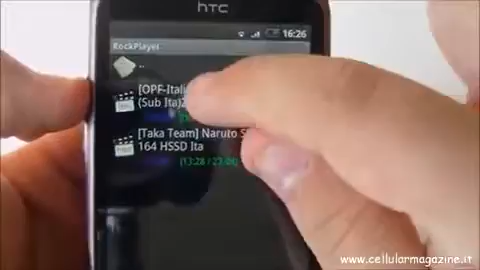 hTC
16:26
RockPlayer
..
[OPF-Itali
(Sub Ita)
[Taka Team] Naruto S
164 HSSD Ita
(13:28 / 23:06)
www.cellularmagazine.it